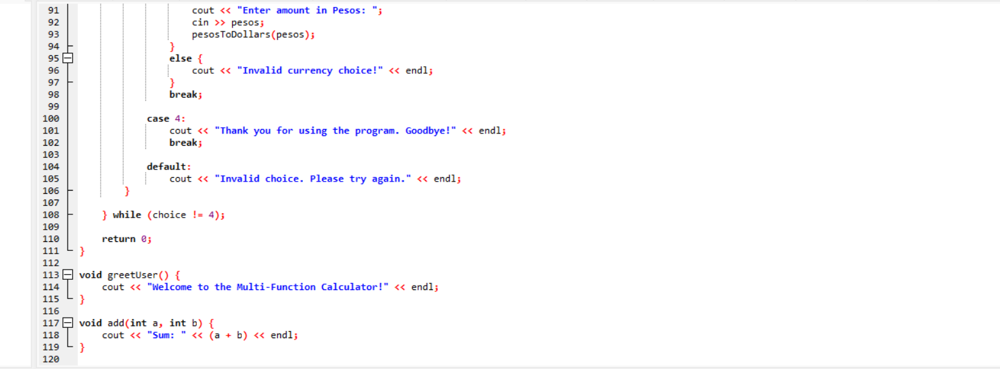 91 cout << "Enter amount in Pesos: ";
92 cin >> pesos;
93 pesosToDollars(pesos);
94 }
95 else {
96 cout << "Invalid currency choice!" << endl;
97 }
98 break;
99
100 case 4:
101 cout << "Thank you for using the program. Goodbye!" << endl;
102 break;
103
104 default:
105 cout << "Invalid choice. Please try again." << endl;
106 }
107
108 } while (choice != 4);
109
110 return 0;
111 }
112
113 void greetUser() {
114 cout << "Welcome to the Multi-Function Calculator!" << endl;
115 }
116
117 void add(int a, int b) {
118 cout << "Sum: " << (a + b) << endl;
119 }
120